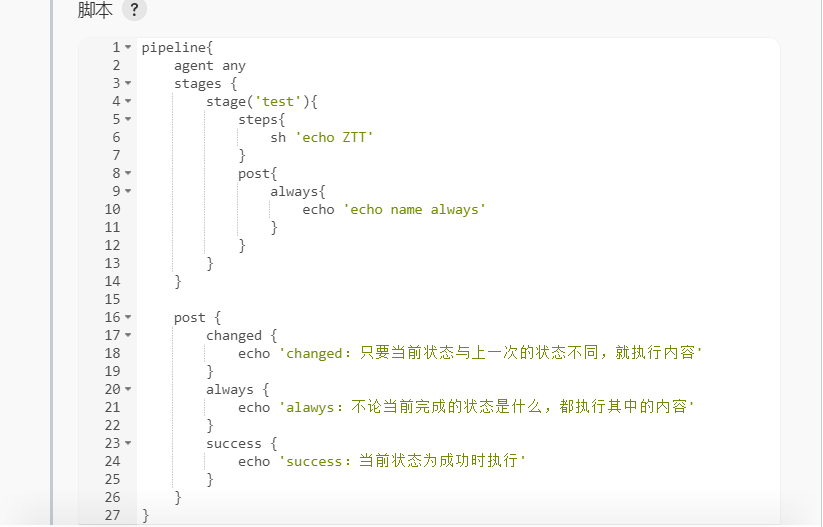 脚本 ?
1 pipeline{
2     agent any
3     stages {
4         stage('test'){
5             steps{
6                 sh 'echo ZTT'
7             }
8             post{
9                 always{
10                     echo 'echo name always'
11                 }
12             }
13         }
14     }
15
16     post {
17         changed {
18             echo 'changed：只要当前状态与上一次的状态不同，就执行内容'
19         }
20         always {
21             echo 'alawys：不论当前完成的状态是什么，都执行其中的内容'
22         }
23         success {
24             echo 'success：当前状态为成功时执行'
25         }
26     }
27 }